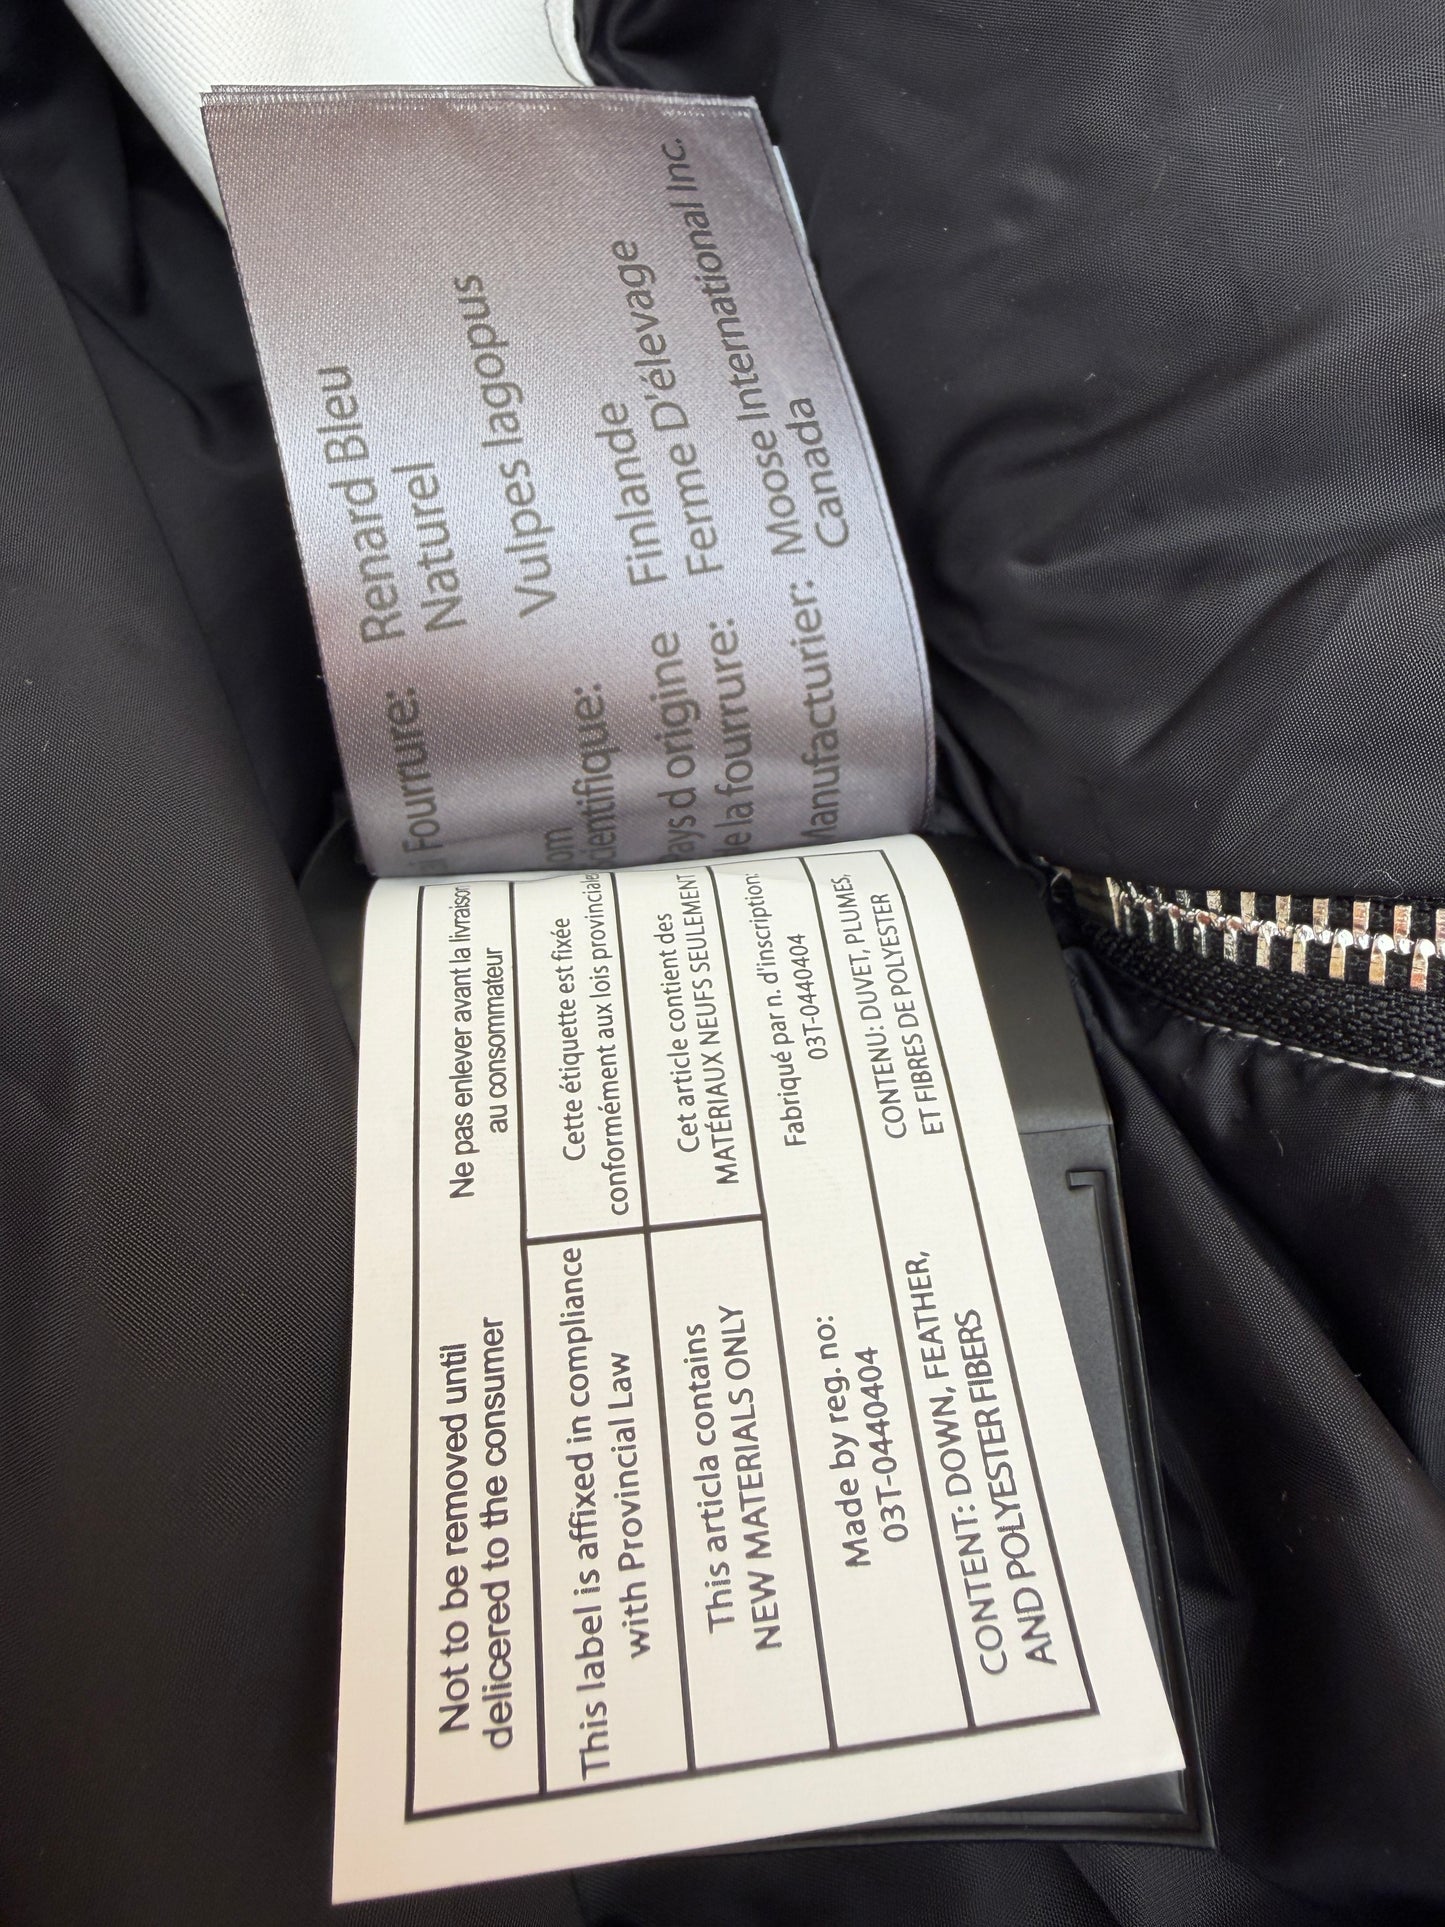 Fourrure: Renard Bleu
Naturel
Vulpes lagopus
Scientifique:
Pays d origine Finlande
de la fourrure: Ferme D'élevage
Manufacturier: Moose International Inc.
Canada
Not to be removed until
delicered to the consumer
Ne pas enlever avant la livraison
au consommateur
This label is affixed in compliance
with Provincial Law
Cette étiquette est fixée
conformément aux lois provinciales
This articla contains
NEW MATERIALS ONLY
Cet article contient des
MATÉRIAUX NEUFS SEULEMENT
Made by reg. no:
03T-0440404
Fabriqué par n. d'inscription:
03T-0440404
CONTENT: DOWN, FEATHER,
AND POLYESTER FIBERS
CONTENU: DUVET, PLUMES,
ET FIBRES DE POLYESTER